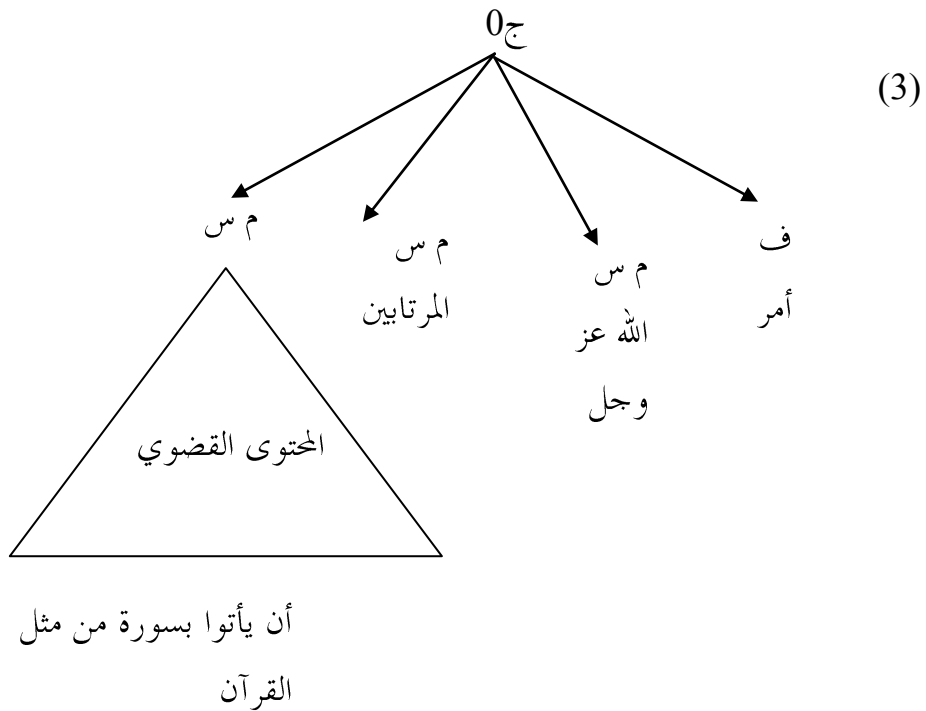 ج0
(3)
ف
أمر
م س
الله عز
وجل
م س
المرتابين
م س
المحتوى القضوي
أن يأتوا بسورة من مثل
القرآن